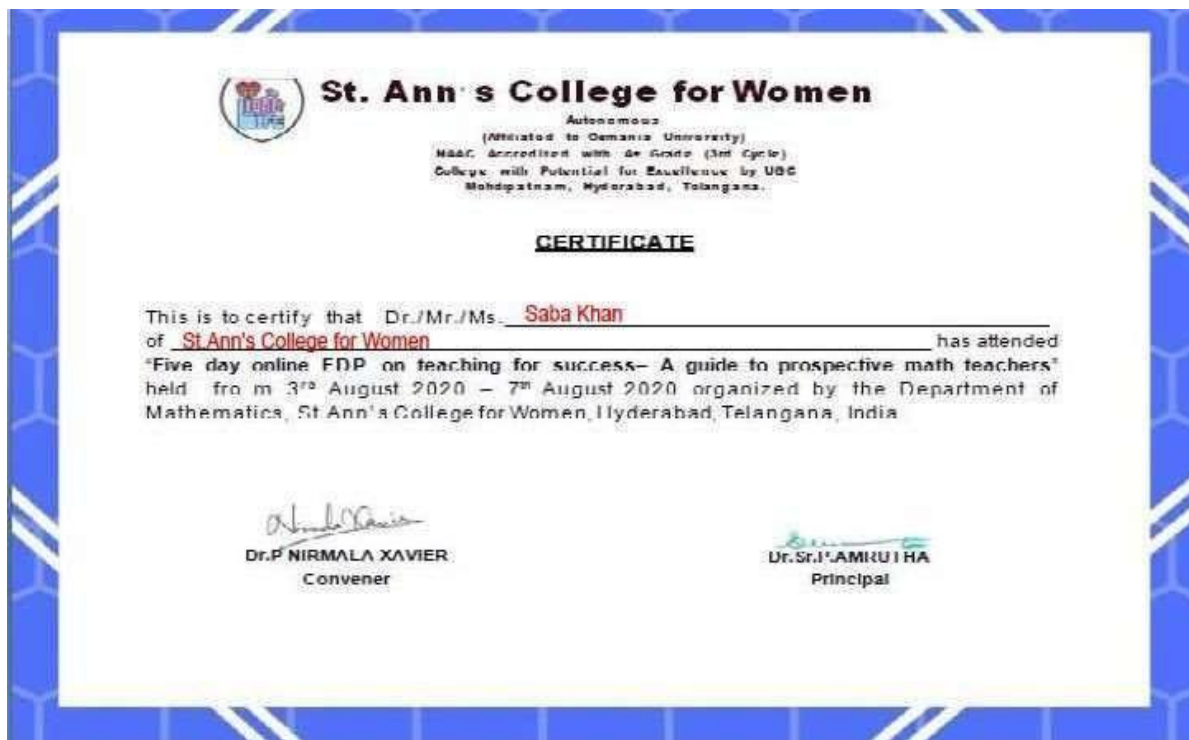 St. Ann's College for Women
Autonomous
(Affiliated to Osmania University)
NAAC Accredited with A+ Grade (3rd Cycle)
College with Potential for Excellence by UGC
Mehdipatnam, Hyderabad, Telangana.
CERTIFICATE
This is to certify that Dr./Mr./Ms. Saba Khan
of St.Ann's College for Women has attended
"Five day online FDP on teaching for success– A guide to prospective math teachers"
held fro m 3rd August 2020 – 7th August 2020 organized by the Department of
Mathematics, St Ann's College for Women, Hyderabad, Telangana, India
Dr.P NIRMALA XAVIER
Convener
Dr.Sr.P.AMRUTHA
Principal